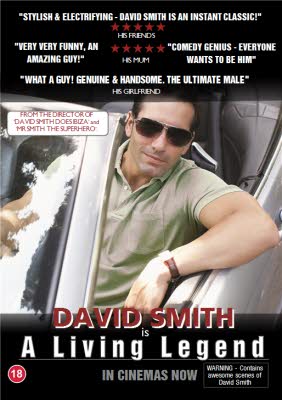 "STYLISH & ELECTRIFYING - DAVID SMITH IS AN INSTANT CLASSIC!"
HIS FRIENDS
"VERY VERY FUNNY, AN
AMAZING GUY!"
HIS MUM
"COMEDY GENIUS - EVERYONE
WANTS TO BE HIM"
"WHAT A GUY! GENUINE & HANDSOME. THE ULTIMATE MALE"
HIS GIRLFRIEND
FROM THE DIRECTOR OF
'DAVID SMITH DOES IBIZA' and
'MR SMITH THE SUPERHERO'
DAVID SMITH
is
A Living Legend
18
IN CINEMAS NOW
WARNING - Contains
awesome scenes of
David Smith